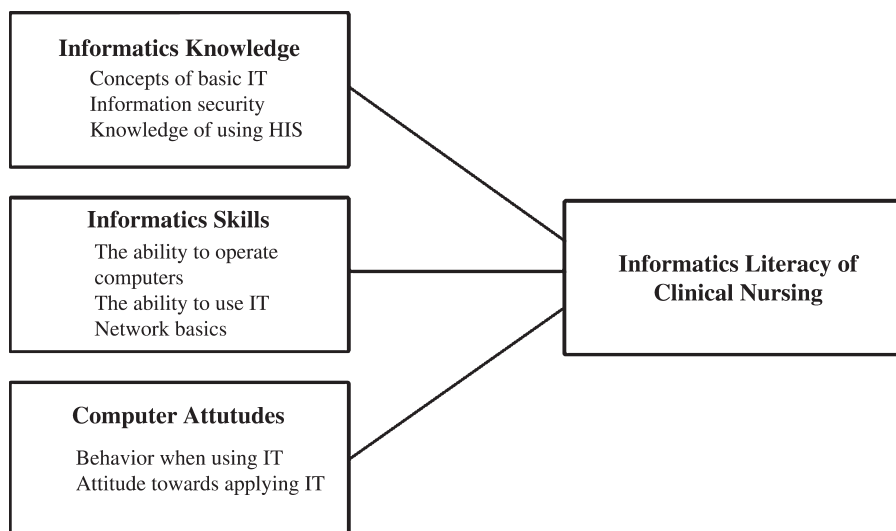 Informatics Knowledge
Concepts of basic IT
Information security
Knowledge of using HIS
Informatics Skills
The ability to operate
computers
The ability to use IT
Network basics
Computer Attutudes
Behavior when using IT
Attitude towards applying IT
Informatics Literacy of
Clinical Nursing